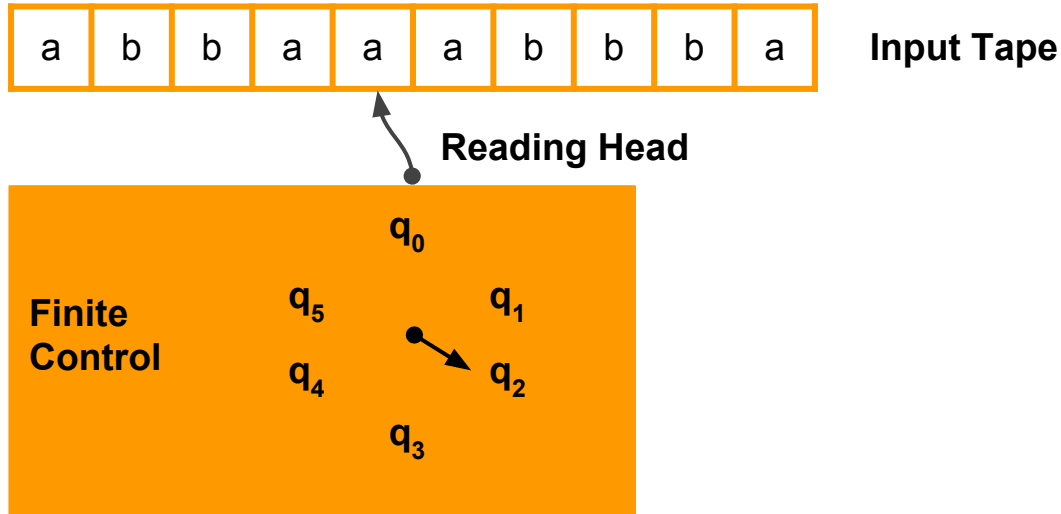 a b b a a a b b b a Input Tape
Reading Head
q0
q5 q1
Finite
Control
q4 q2
q3